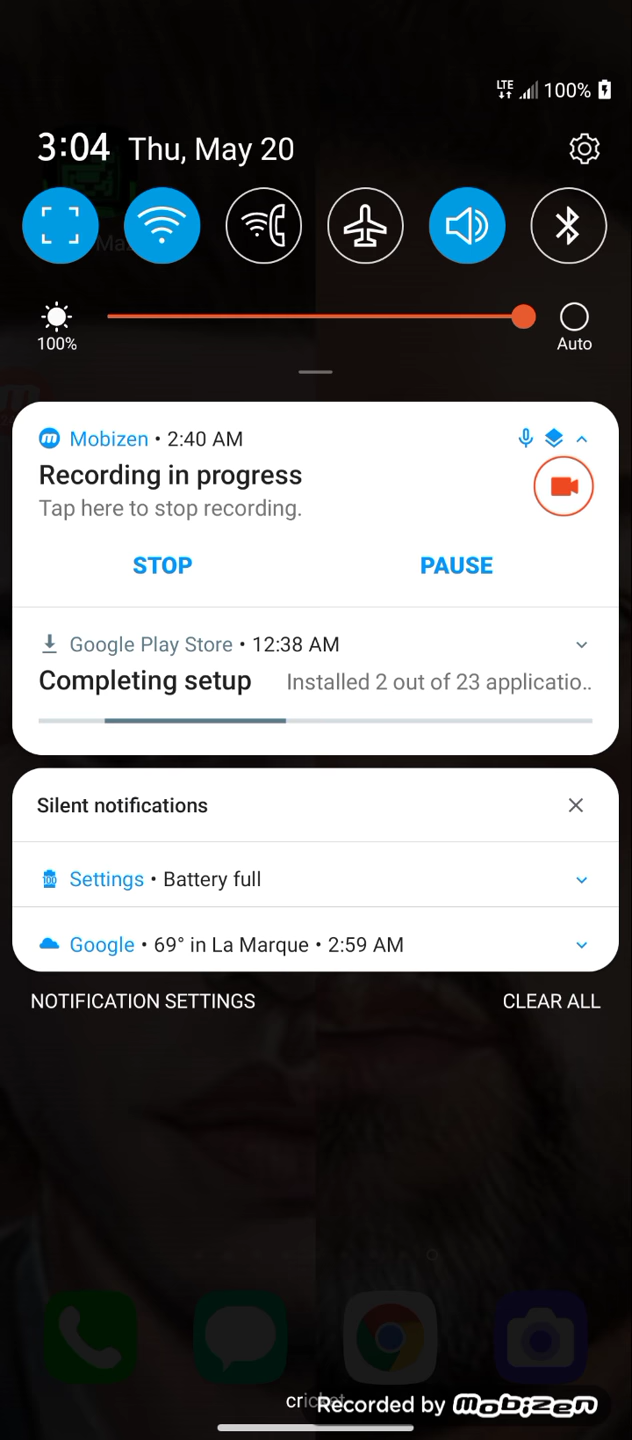 LTE 100%
3:04 Thu, May 20
Ma
100%
Auto
Mobizen • 2:40 AM
Recording in progress
Tap here to stop recording.
STOP PAUSE
Google Play Store • 12:38 AM
Completing setup Installed 2 out of 23 applicatio..
Silent notifications
Settings • Battery full
Google • 69° in La Marque • 2:59 AM
NOTIFICATION SETTINGS CLEAR ALL
cricket
Recorded by mobizen